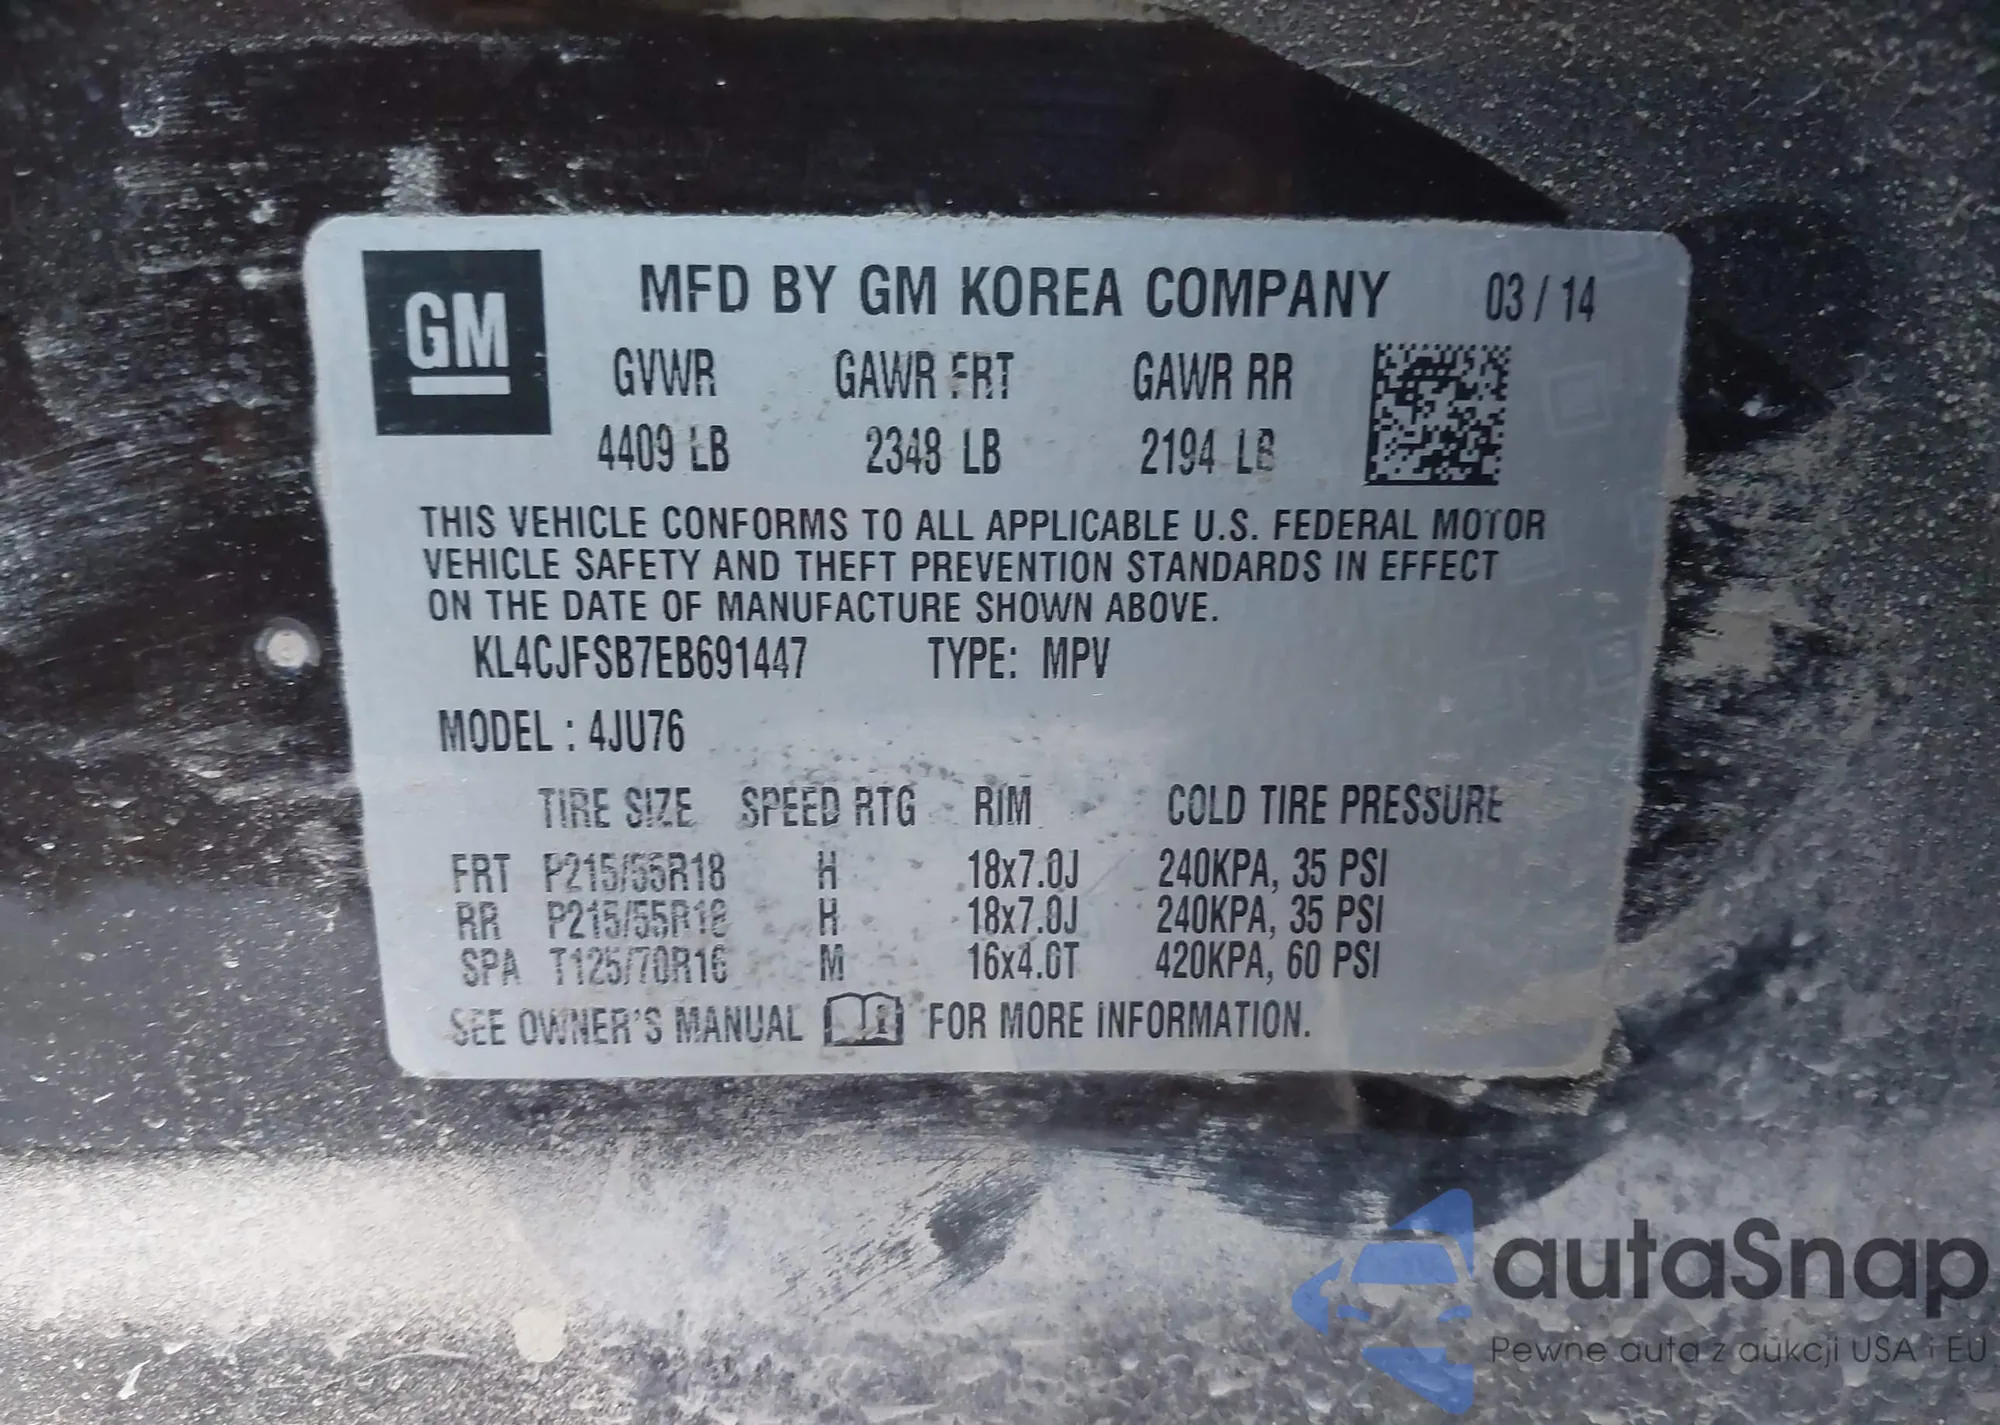 GM
MFD BY GM KOREA COMPANY 03 / 14
GVWR GAWR FRT GAWR RR
4409 LB 2348 LB 2194 LB
THIS VEHICLE CONFORMS TO ALL APPLICABLE U.S. FEDERAL MOTOR
VEHICLE SAFETY AND THEFT PREVENTION STANDARDS IN EFFECT
ON THE DATE OF MANUFACTURE SHOWN ABOVE.
KL4CJFSB7EB691447 TYPE: MPV
MODEL : 4JU76
TIRE SIZE SPEED RTG RIM COLD TIRE PRESSURE
FRT P215/55R18 H 18x7.0J 240KPA, 35 PSI
RR P215/55R18 H 18x7.0J 240KPA, 35 PSI
SPA T125/70R16 M 16x4.0T 420KPA, 60 PSI
SEE OWNER'S MANUAL FOR MORE INFORMATION.
autaSnap
Pewne auta z aukcji USA i EU